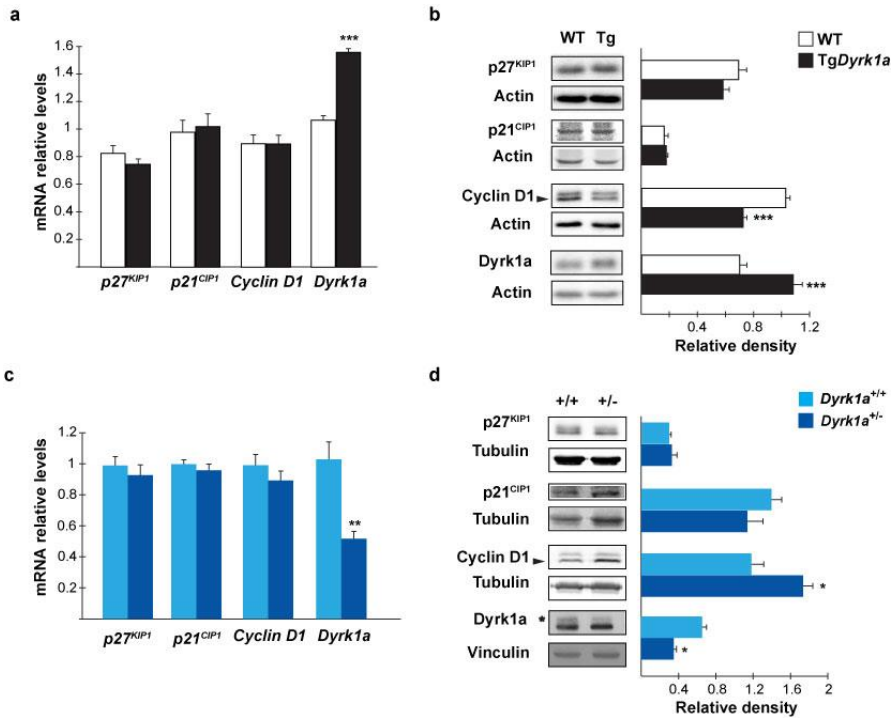 a
mRNA relative levels
1.6
1.4
1.2
1
0.8
0.6
0.4
0.2
***
p27KIP1 p21CIP1 Cyclin D1 Dyrk1a
b
WT Tg
WT
TgDyrk1a
p27KIP1
Actin
p21CIP1
Actin
Cyclin D1
Actin
***
Dyrk1a
Actin
***
0.4 0.8 1.2
Relative density
c
mRNA relative levels
1.2
1
0.8
0.6
0.4
0.2
**
p27KIP1 p21CIP1 Cyclin D1 Dyrk1a
d
+/+ +/-
Dyrk1a+/+
Dyrk1a+/-
p27KIP1
Tubulin
p21CIP1
Tubulin
Cyclin D1
Tubulin
*
Dyrk1a *
Vinculin
*
0.4 0.8 1.2 1.6 2
Relative density